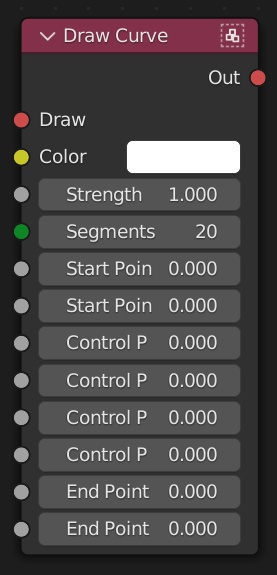 Draw Curve
Out
Draw
Color
Strength 1.000
Segments 20
Start Poin 0.000
Start Poin 0.000
Control P 0.000
Control P 0.000
Control P 0.000
Control P 0.000
End Point 0.000
End Point 0.000